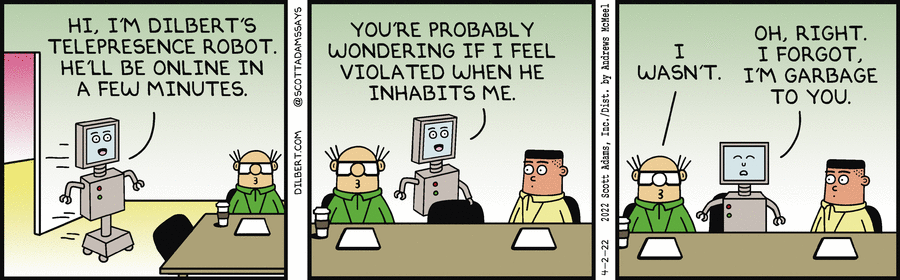 HI, I'M DILBERT'S
TELEPRESENCE ROBOT.
HE'LL BE ONLINE IN
A FEW MINUTES.
DILBERT.COM @SCOTTADAMSSAYS
YOU'RE PROBABLY
WONDERING IF I FEEL
VIOLATED WHEN HE
INHABITS ME.
4-2-22 2022 Scott Adams, Inc./Dist. by Andrews McMeel
I
WASN'T.
OH, RIGHT.
I FORGOT,
I'M GARBAGE
TO YOU.